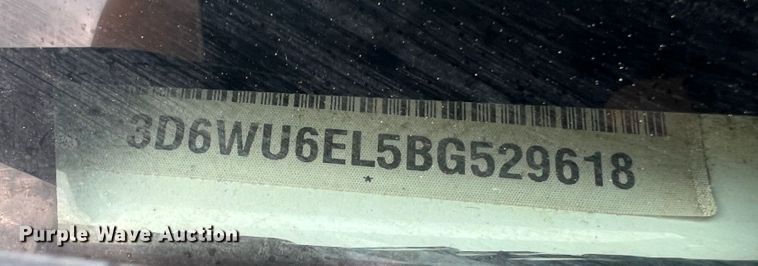 3D6WU6EL5BG529618
*
Purple Wave Auction